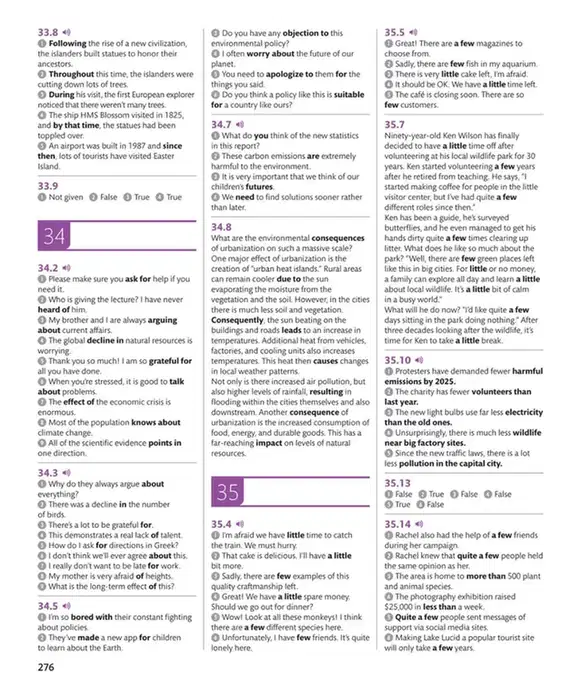 33.8
1 Following the rise of a new civilization,
the islanders built statues to honor their
ancestors.
2 Throughout this time, the islanders were
cutting down lots of trees.
3 During his visit, the first European explorer
noticed that there weren't many trees.
4 The ship HMS Blossom visited in 1825,
and by that time, the statues had been
toppled over.
5 An airport was built in 1987 and since
then, lots of tourists have visited Easter
Island.
33.9
1 Not given 2 False 3 True 4 True
34
34.2
1 Please make sure you ask for help if you
need it.
2 Who is giving the lecture? I have never
heard of him.
3 My brother and I are always arguing
about current affairs.
4 The global decline in natural resources is
worrying.
5 Thank you so much! I am so grateful for
all you have done.
6 When you're stressed, it is good to talk
about problems.
7 The effect of the economic crisis is
enormous.
8 Most of the population knows about
climate change.
9 All of the scientific evidence points in
one direction.
34.3
1 Why do they always argue about
everything?
2 There was a decline in the number
of birds.
3 There's a lot to be grateful for.
4 This demonstrates a real lack of talent.
5 How do I ask for directions in Greek?
6 I don't think we'll ever agree about this.
7 I really don't want to be late for work.
8 My mother is very afraid of heights.
9 What is the long-term effect of this?
34.5
1 I'm so bored with their constant fighting
about policies.
2 They've made a new app for children
to learn about the Earth.
3 Do you have any objection to this
environmental policy?
4 I often worry about the future of our
planet.
5 You need to apologize to them for the
things you said.
6 Do you think a policy like this is suitable
for a country like ours?
34.7
1 What do you think of the new statistics
in this report?
2 These carbon emissions are extremely
harmful to the environment.
3 It is very important that we think of our
children's futures.
4 We need to find solutions sooner rather
than later.
34.8
What are the environmental consequences
of urbanization on such a massive scale?
One major effect of urbanization is the
creation of "urban heat islands." Rural areas
can remain cooler due to the sun
evaporating the moisture from the
vegetation and the soil. However, in the cities
there is much less soil and vegetation.
Consequently, the sun beating on the
buildings and roads leads to an increase in
temperatures. Additional heat from vehicles,
factories, and cooling units also increases
temperatures. This heat then causes changes
in local weather patterns.
Not only is there increased air pollution, but
also higher levels of rainfall, resulting in
flooding within the cities themselves and also
downstream. Another consequence of
urbanization is the increased consumption of
food, energy, and durable goods. This has a
far-reaching impact on levels of natural
resources.
35
35.4
1 I'm afraid we have little time to catch
the train. We must hurry.
2 That cake is delicious. I'll have a little
bit more.
3 Sadly, there are few examples of this
quality craftmanship left.
4 Great! We have a little spare money.
Should we go out for dinner?
5 Wow! Look at all these monkeys! I think
there are a few different species here.
6 Unfortunately, I have few friends. It's quite
lonely here.
35.5
1 Great! There are a few magazines to
choose from.
2 Sadly, there are few fish in my aquarium.
3 There is very little cake left, I'm afraid.
4 It should be OK. We have a little time left.
5 The café is closing soon. There are so
few customers.
35.7
Ninety-year-old Ken Wilson has finally
decided to have a little time off after
volunteering at his local wildlife park for 30
years. Ken started volunteering a few years
after he retired from teaching. He says, "I
started making coffee for people in the little
visitor center, but I've had quite a few
different roles since then."
Ken has been a guide, he's surveyed
butterflies, and he even managed to get his
hands dirty quite a few times clearing up
litter. What does he like so much about the
park? "Well, there are few green places left
like this in big cities. For little or no money,
a family can explore all day and learn a little
about local wildlife. It's a little bit of calm
in a busy world."
What will he do now? "I'd like quite a few
days sitting in the park doing nothing." After
three decades looking after the wildlife, it's
time for Ken to take a little break.
35.10
1 Protesters have demanded fewer harmful
emissions by 2025.
2 The charity has fewer volunteers than
last year.
3 The new light bulbs use far less electricity
than the old ones.
4 Unsurprisingly, there is much less wildlife
near big factory sites.
5 Since the new traffic laws, there is a lot
less pollution in the capital city.
35.13
1 False 2 True 3 False 4 False
5 True 6 False
35.14
1 Rachel also had the help of a few friends
during her campaign.
2 Rachel knew that quite a few people held
the same opinion as her.
3 The area is home to more than 500 plant
and animal species.
4 The photography exhibition raised
$25,000 in less than a week.
5 Quite a few people sent messages of
support via social media sites.
6 Making Lake Lucid a popular tourist site
will only take a few years.
276